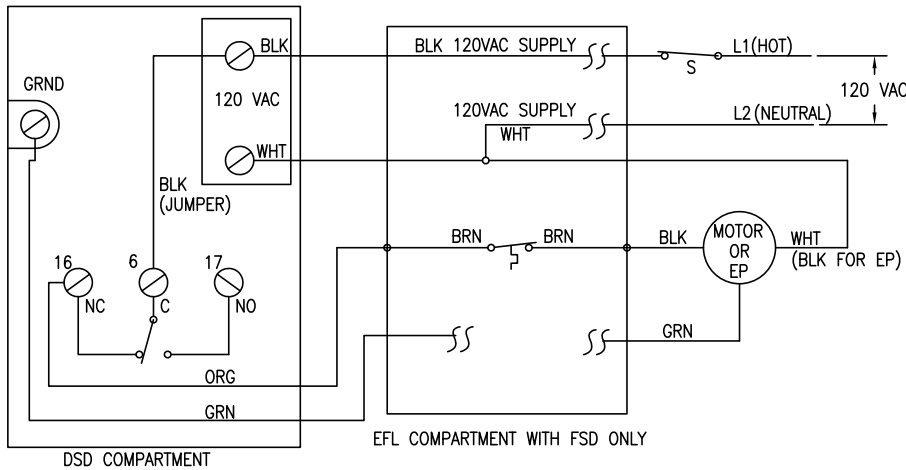 BLK
BLK 120VAC SUPPLY
L1(HOT)
S
GRND
120 VAC
120 VAC
120VAC SUPPLY
L2(NEUTRAL)
WHT
WHT
BLK
(JUMPER)
BRN
BRN
BLK
MOTOR
OR
EP
WHT
(BLK FOR EP)
16
6
17
NC
C
NO
GRN
ORG
GRN
EFL COMPARTMENT WITH FSD ONLY
DSD COMPARTMENT